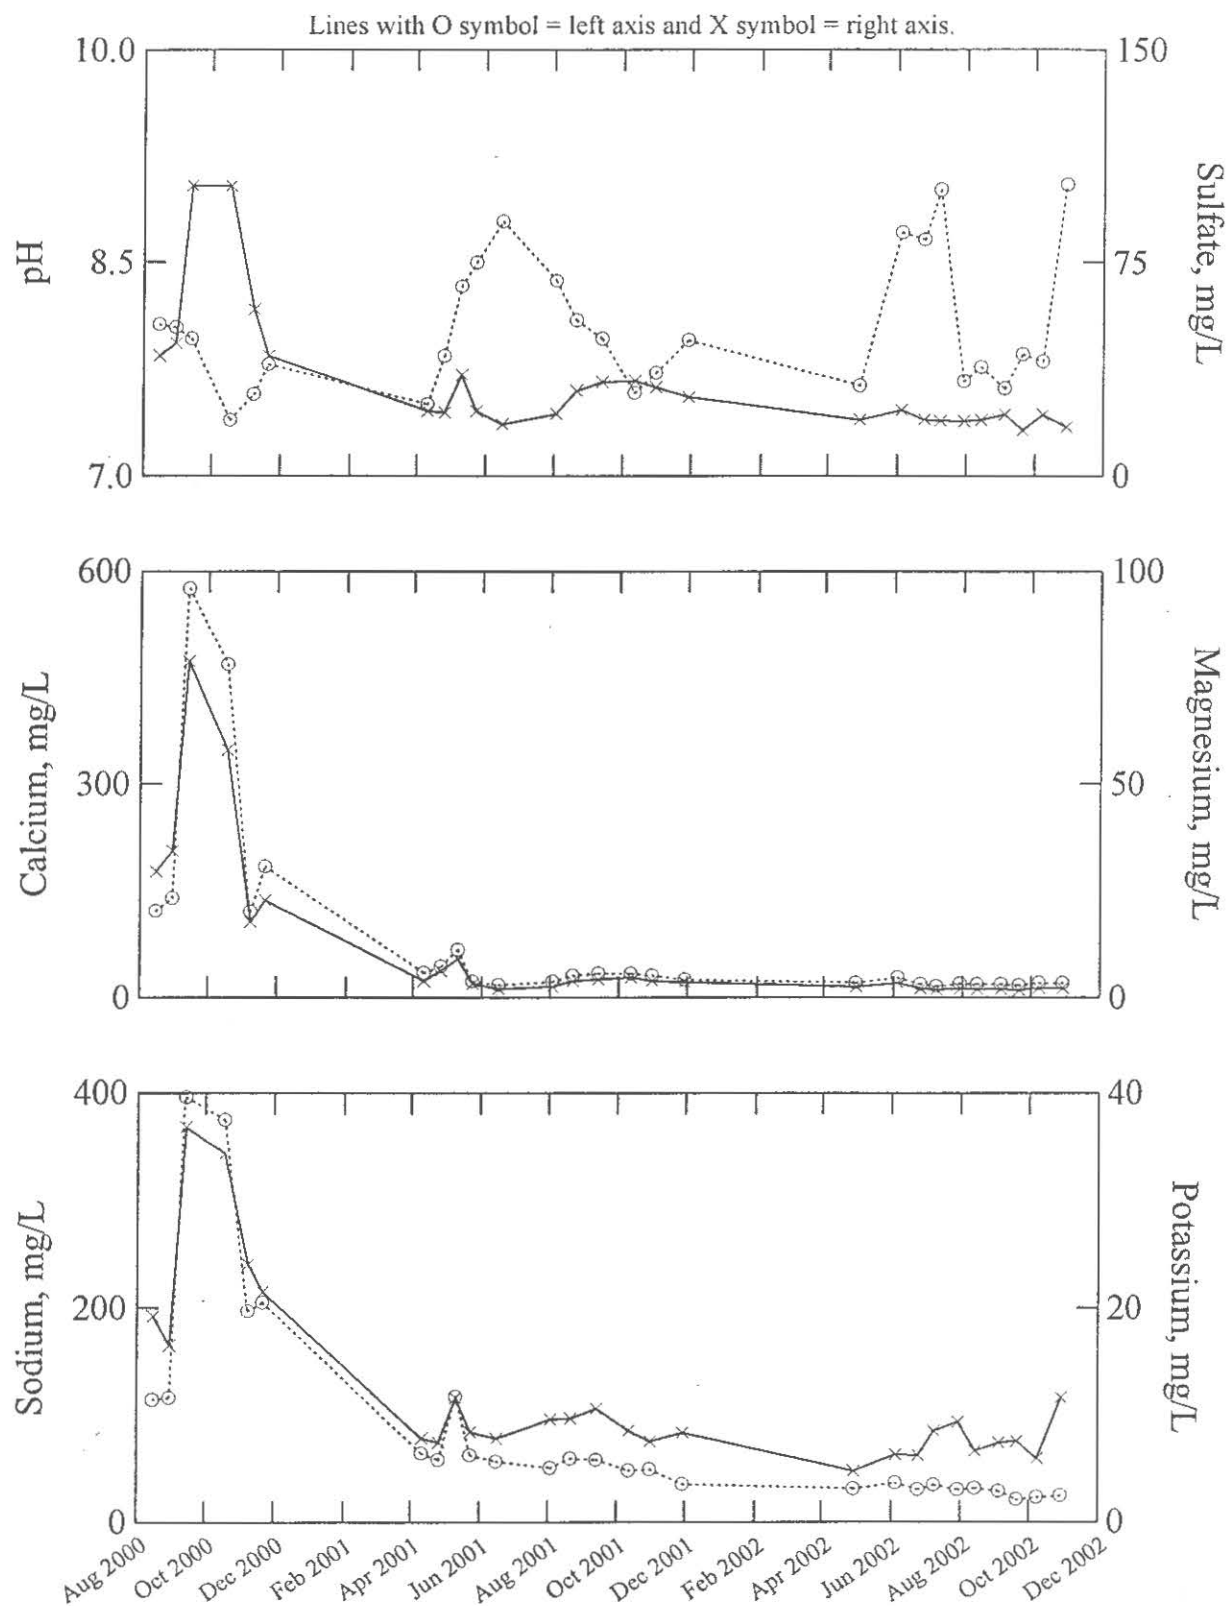 Lines with O symbol = left axis and X symbol = right axis.
10.0
150
pH
8.5
75
Sulfate, mg/L
7.0
0
600
100
Calcium, mg/L
300
50
Magnesium, mg/L
0
0
400
40
Sodium, mg/L
200
20
Potassium, mg/L
0
0
Aug 2000
Oct 2000
Dec 2000
Feb 2001
Apr 2001
Jun 2001
Aug 2001
Oct 2001
Dec 2001
Feb 2002
Apr 2002
Jun 2002
Aug 2002
Oct 2002
Dec 2002